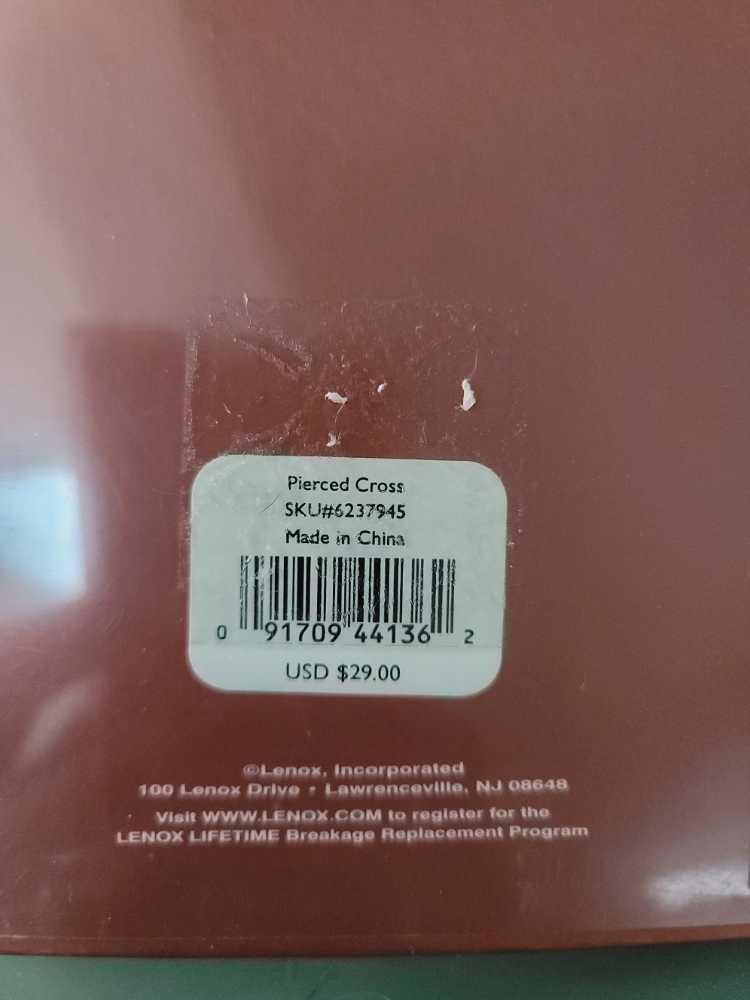 Pierced Cross
SKU#6237945
Made in China
0 91709 44136 2
USD $29.00
©Lenox, Incorporated
100 Lenox Drive • Lawrenceville, NJ 08648
Visit WWW.LENOX.COM to register for the
LENOX LIFETIME Breakage Replacement Program